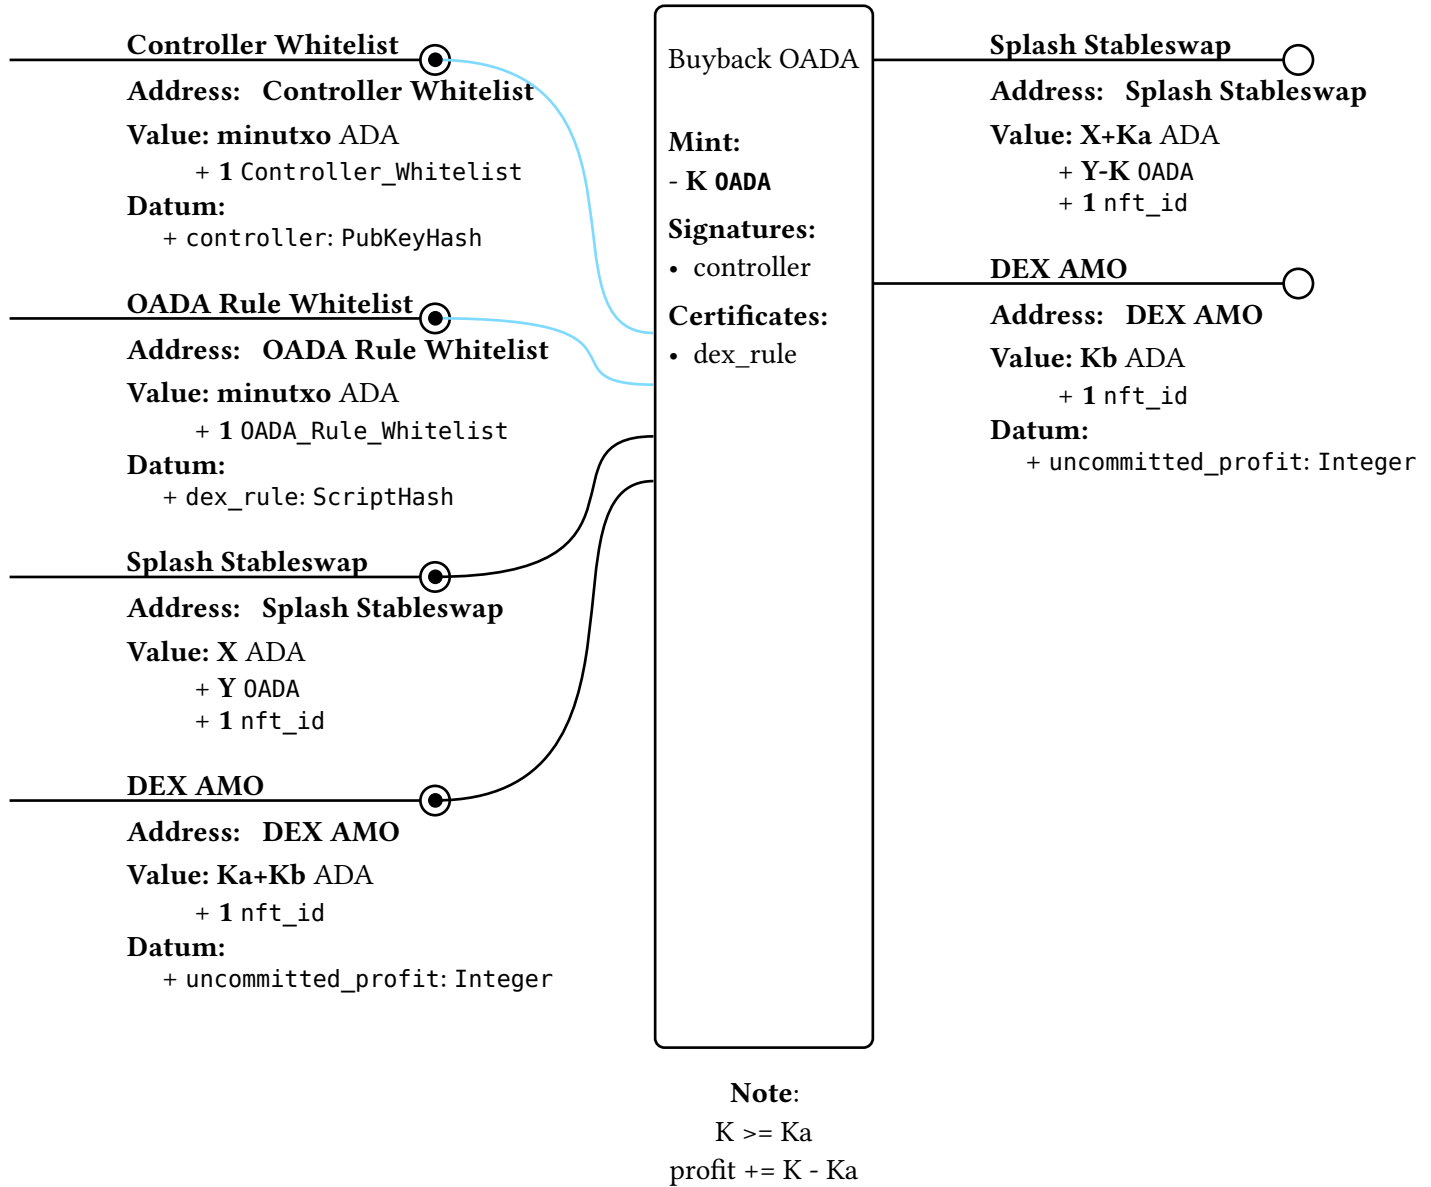 Controller Whitelist
Address: Controller Whitelist
Value: minutxo ADA
+ 1 Controller_Whitelist
Datum:
+ controller: PubKeyHash
OADA Rule Whitelist
Address: OADA Rule Whitelist
Value: minutxo ADA
+ 1 OADA_Rule_Whitelist
Datum:
+ dex_rule: ScriptHash
Splash Stableswap
Address: Splash Stableswap
Value: X ADA
+ Y OADA
+ 1 nft_id
DEX AMO
Address: DEX AMO
Value: Ka+Kb ADA
+ 1 nft_id
Datum:
+ uncommitted_profit: Integer
Buyback OADA
Mint:
- K OADA
Signatures:
• controller
Certificates:
• dex_rule
Splash Stableswap
Address: Splash Stableswap
Value: X+Ka ADA
+ Y-K OADA
+ 1 nft_id
DEX AMO
Address: DEX AMO
Value: Kb ADA
+ 1 nft_id
Datum:
+ uncommitted_profit: Integer
Note:
K >= Ka
profit += K - Ka